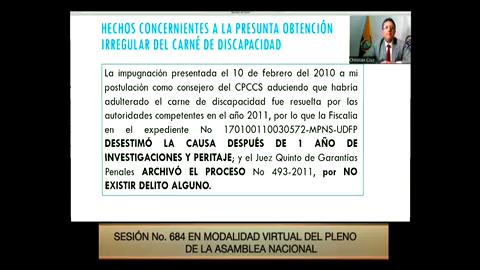 HECHOS CONCERNIENTES A LA PRESUNTA OBTENCIÓN
IRREGULAR DEL CARNÉ DE DISCAPACIDAD
Christian Cruz
La impugnación presentada el 10 de febrero del 2010 a mi
postulación como consejero del CPCCS aduciendo que habría
adulterado el carne de discapacidad fue resuelta por las
autoridades competentes en el año 2011, por lo que la Fiscalia
en el expediente No 170100110030572-MPNS-UDFP
DESESTIMÓ LA CAUSA DESPUÉS DE 1 AÑO DE
INVESTIGACIONES Y PERITAJE; y el Juez Quinto de Garantías
Penales ARCHIVÓ EL PROCESO No 493-2011, por NO
EXISTIR DELITO ALGUNO.
SESIÓN No. 684 EN MODALIDAD VIRTUAL DEL PLENO
DE LA ASAMBLEA NACIONAL